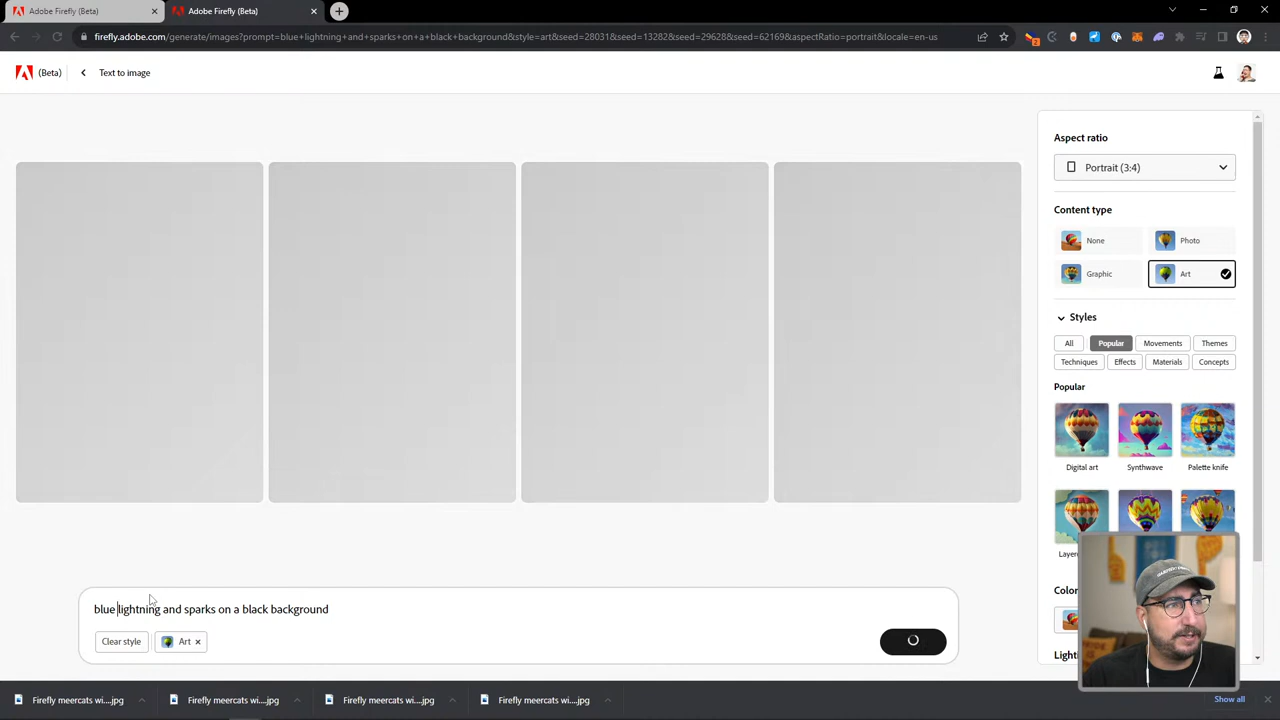 Adobe Firefly (Beta)
Adobe Firefly (Beta)
firefly.adobe.com/generate/images?prompt=blue+lightning+and+sparks+on+a+black+background&style=art&seed=28031&seed=13282&seed=29628&seed=62169&aspectRatio=portrait&locale=en-us
(Beta) Text to image
Aspect ratio
Portrait (3:4)
Content type
None Photo
Graphic Art
Styles
All Popular Movements Themes
Techniques Effects Materials Concepts
Popular
Digital art Synthwave Palette knife
blue lightning and sparks on a black background
Clear style Art
Firefly meercats wi....jpg Firefly meercats wi....jpg Firefly meercats wi....jpg Firefly meercats wi....jpg Show all